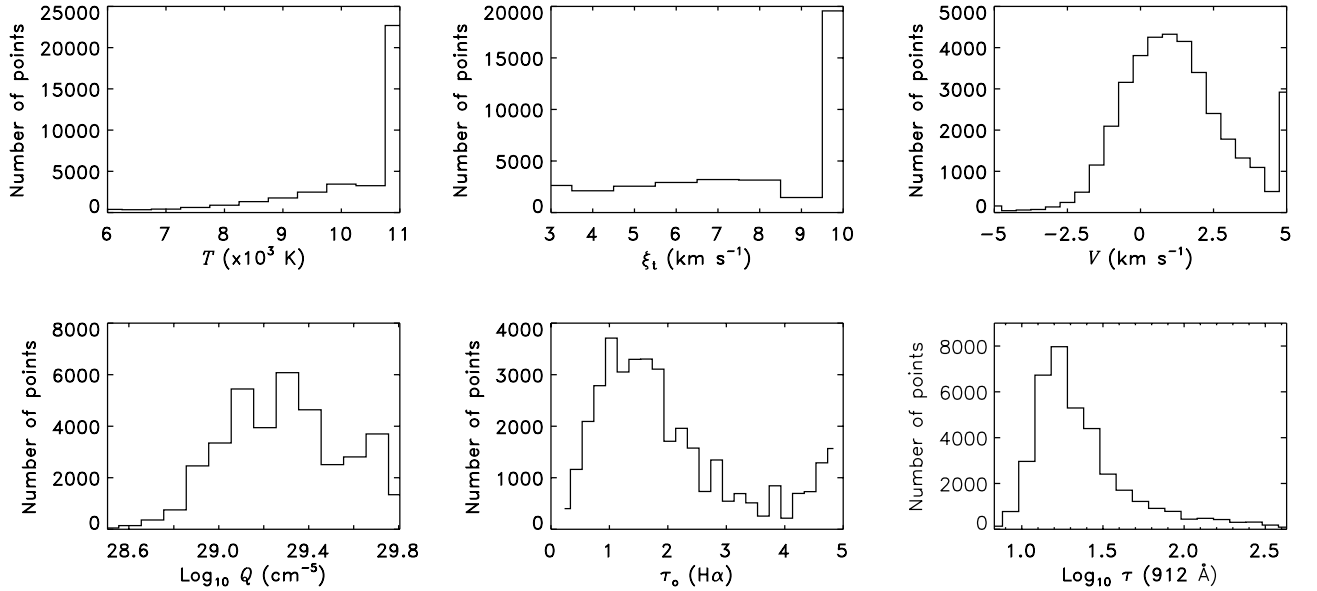 Number of points
25000
20000
15000
10000
5000
0
6 7 8 9 10 11
T (x10³ K)
Number of points
20000
15000
10000
5000
0
3 4 5 6 7 8 9 10
ξt (km s⁻¹)
Number of points
5000
4000
3000
2000
1000
0
−5 −2.5 0 2.5 5
V (km s⁻¹)
Number of points
8000
6000
4000
2000
0
28.6 29.0 29.4 29.8
Log₁₀ Q (cm⁻⁵)
Number of points
4000
3000
2000
1000
0
0 1 2 3 4 5
τₒ (Hα)
Number of points
8000
6000
4000
2000
0
1.0 1.5 2.0 2.5
Log₁₀ τ (912 Å)